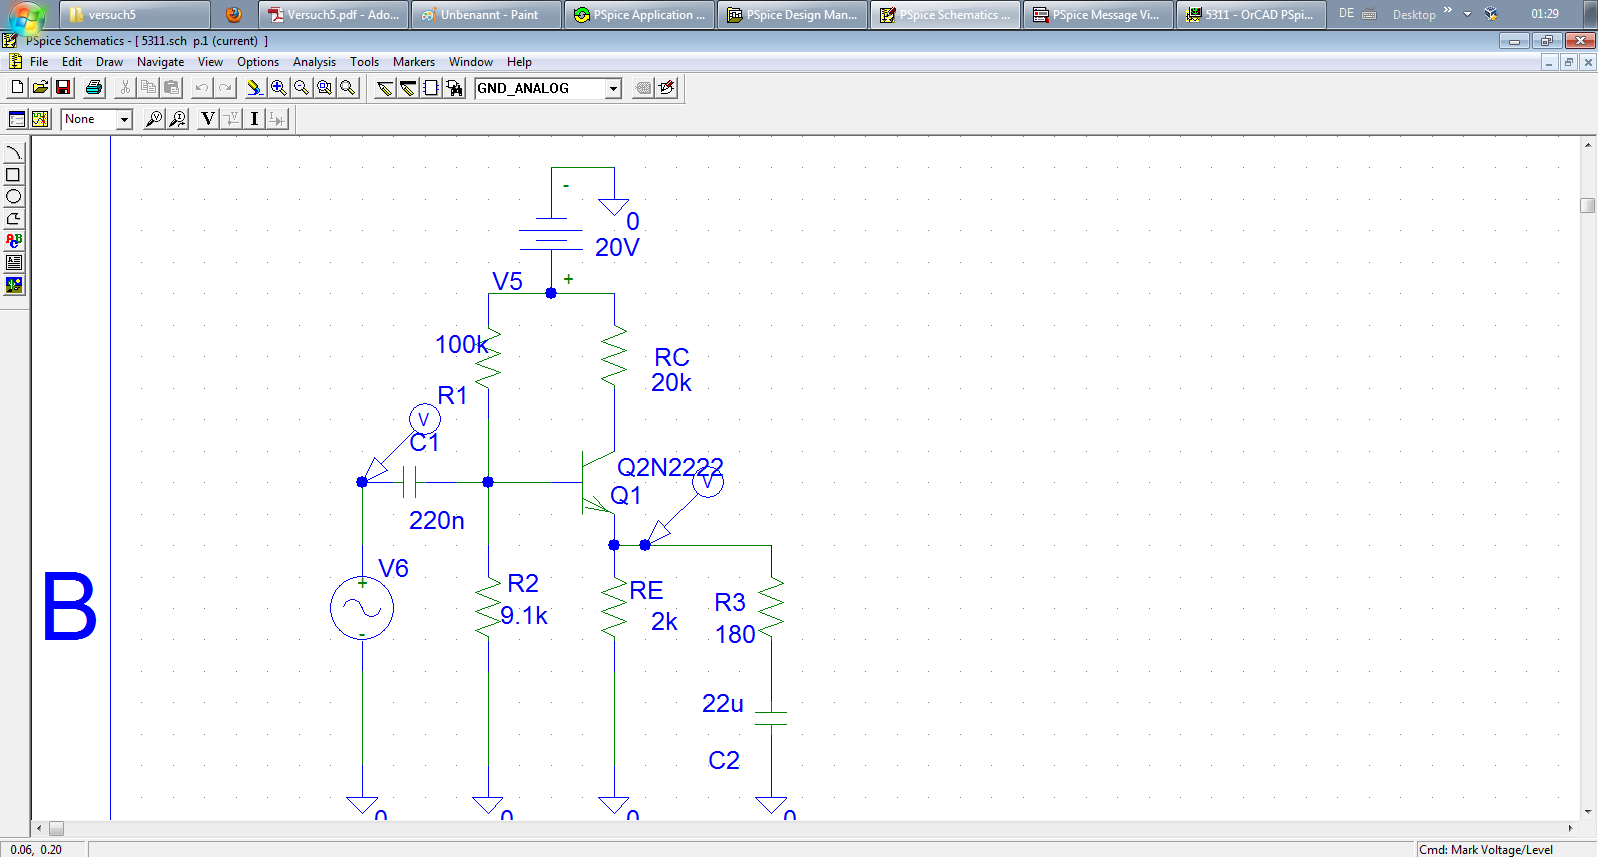 versuch5
Versuch5.pdf - Ado...
Unbenannt - Paint
PSpice Application ...
PSpice Design Man...
PSpice Schematics ...
PSpice Message Vi...
5311 - OrCAD PSpi...
DE
Desktop
»
01:29
PSpice Schematics - [ 5311.sch  p.1 (current)  ]
File Edit Draw Navigate View Options Analysis Tools Markers Window Help
GND_ANALOG
None
V
I
ABC
-
0
20V
V5
+
100k
RC
20k
R1
V
C1
Q2N2222
V
Q1
220n
V6
+
-
R2
9.1k
RE
2k
R3
180
B
22u
C2
0
0
0
0
0.06,  0.20
Cmd: Mark Voltage/Level